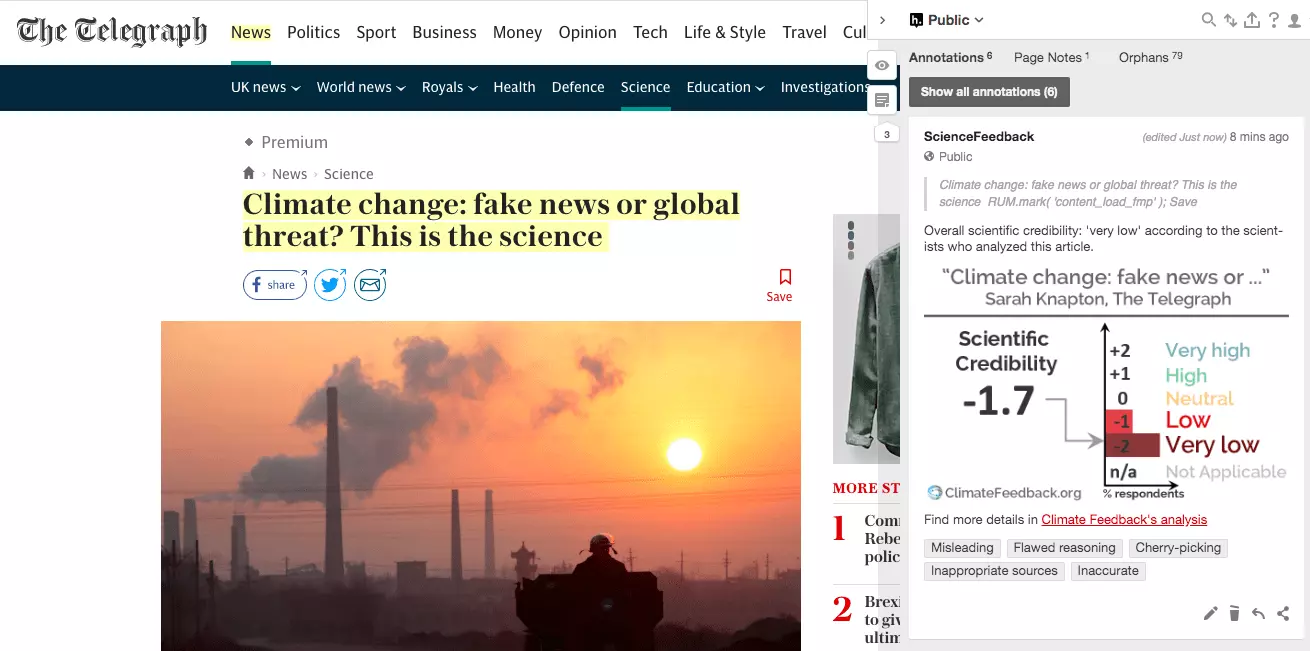 The Telegraph
News Politics Sport Business Money Opinion Tech Life & Style Travel Cul
UK news World news Royals Health Defence Science Education Investigations
Premium
News › Science
Climate change: fake news or global
threat? This is the science
share
Save
MORE ST
1 Com
Rebe
polic
2 Brexi
to giv
ultim
Public
Annotations 6 Page Notes 1 Orphans 79
Show all annotations (6)
3
ScienceFeedback (edited Just now) 8 mins ago
Public
Climate change: fake news or global threat? This is the
science RUM.mark( 'content_load_fmp' ); Save
Overall scientific credibility: 'very low' according to the scient-
ists who analyzed this article.
“Climate change: fake news or ...”
Sarah Knapton, The Telegraph
Scientific
Credibility
-1.7
+2 Very high
+1 High
0 Neutral
-1 Low
-2 Very low
n/a Not Applicable
ClimateFeedback.org
% respondents
Find more details in Climate Feedback's analysis
Misleading Flawed reasoning Cherry-picking
Inappropriate sources Inaccurate